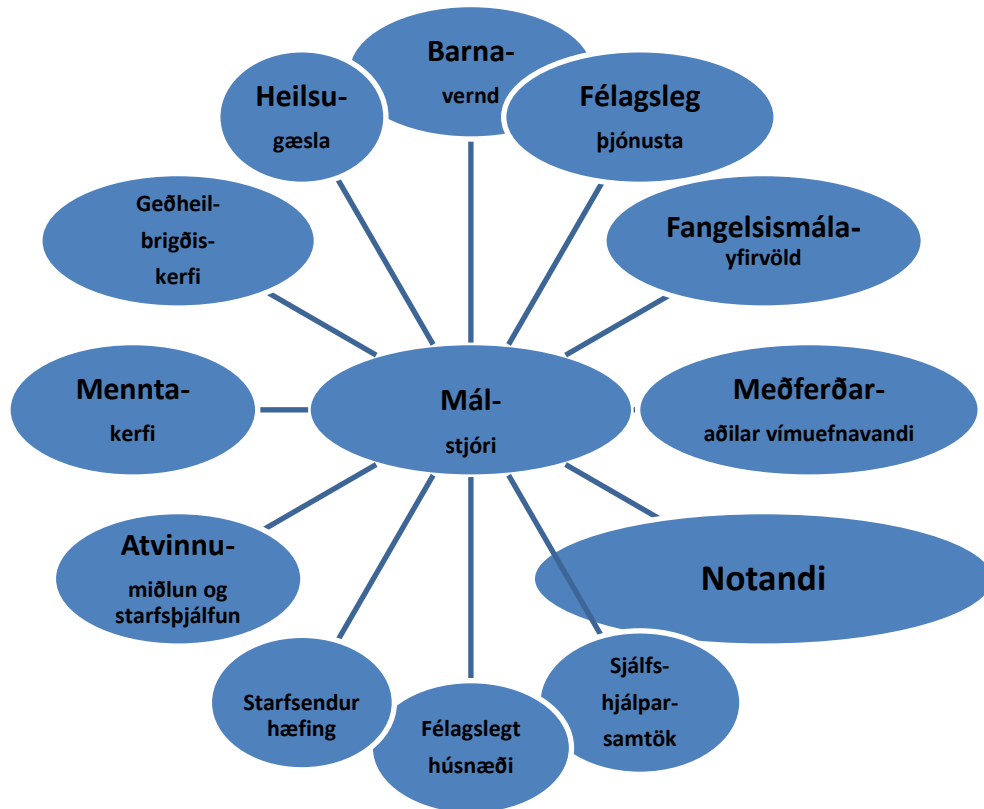 Barna-
vernd
Félagsleg
þjónusta
Fangelsismála-
yfirvöld
Meðferðar-
aðilar vímuefnavandi
Notandi
Sjálfs-
hjálpar-
samtök
Félagslegt
húsnæði
Starfsendur
hæfing
Atvinnu-
miðlun og
starfsþjálfun
Mennta-
kerfi
Geðheil-
brigðis-
kerfi
Heilsu-
gæsla
Mál-
stjóri